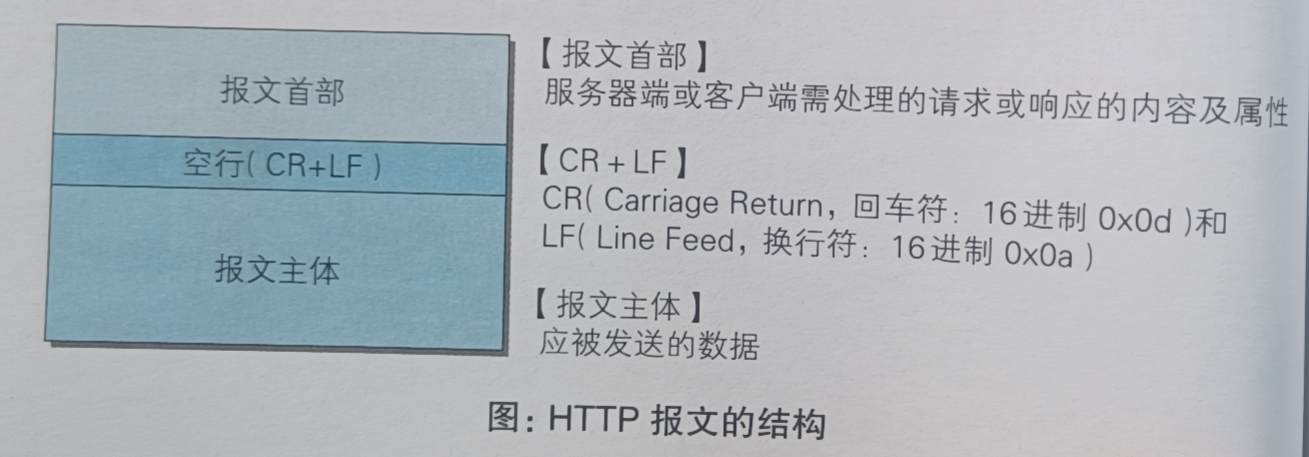 报文首部
空行( CR+LF )
报文主体
【报文首部】
服务器端或客户端需处理的请求或响应的内容及属性
【CR + LF】
CR( Carriage Return，回车符：16进制 0x0d )和
LF( Line Feed，换行符：16进制 0x0a )
【报文主体】
应被发送的数据
图：HTTP 报文的结构